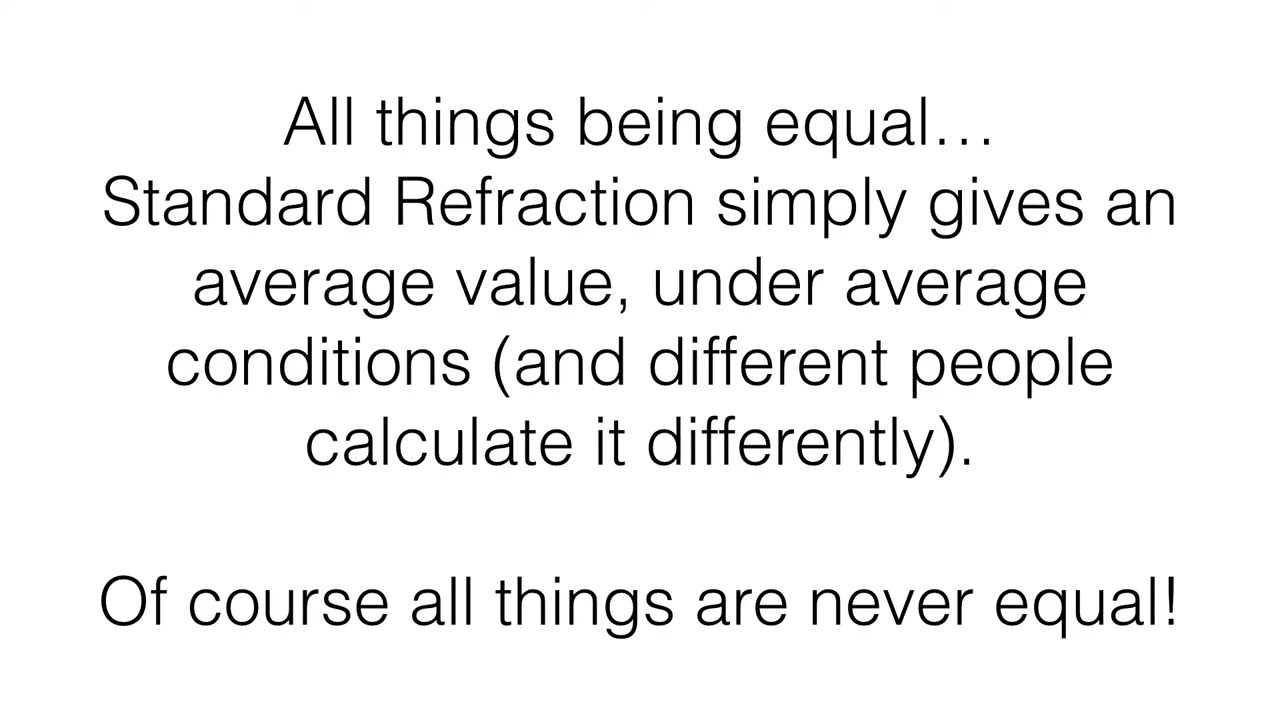 All things being equal…
Standard Refraction simply gives an
average value, under average
conditions (and different people
calculate it differently).
Of course all things are never equal!